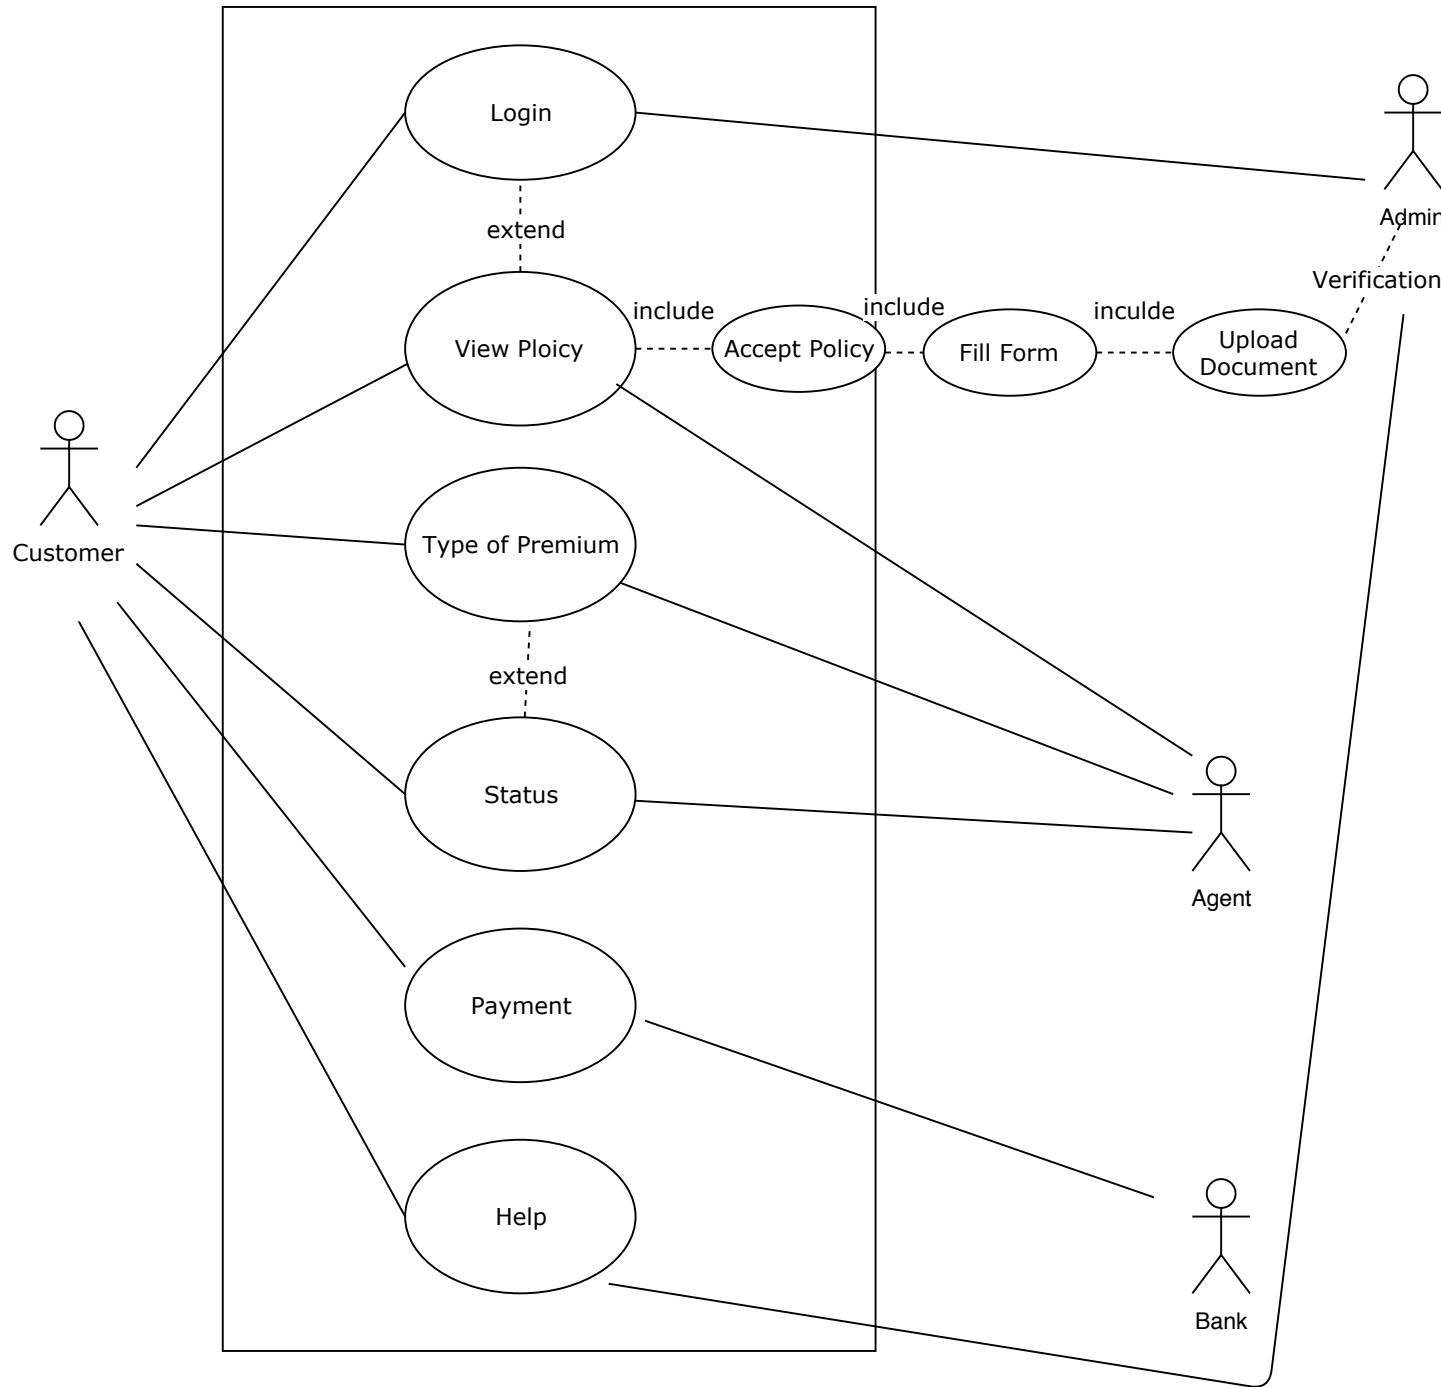 Login
Admin
extend
Verification
include
include
inculde
View Ploicy
Accept Policy
Fill Form
Upload
Document
Customer
Type of Premium
extend
Status
Agent
Payment
Help
Bank